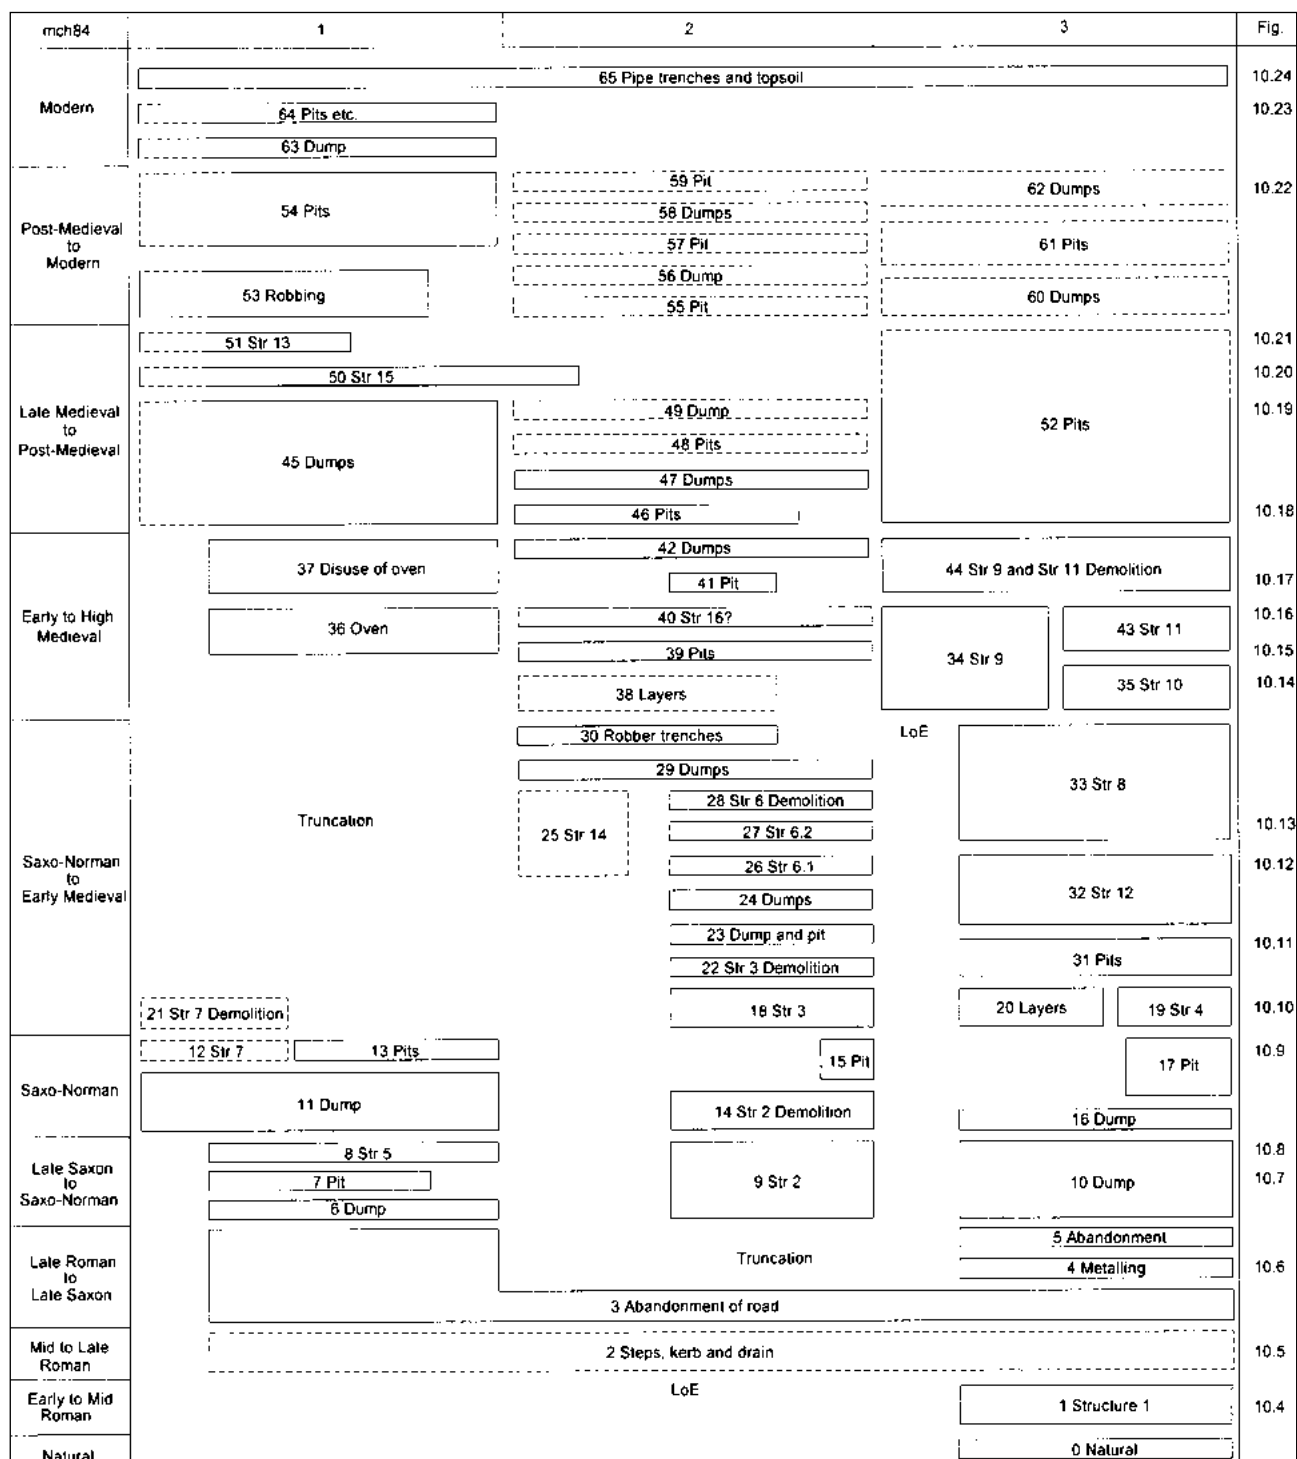 mch84 1 2 3 Fig.
65 Pipe trenches and topsoil 10.24
Modern
64 Pits etc. 10.23
63 Dump
59 Pit
62 Dumps 10.22
54 Pits
58 Dumps
Post-Medieval
to
Modern
57 Pit
61 Pits
56 Dump
53 Robbing
60 Dumps
55 Pit
51 Str 13 10.21
50 Str 15 10.20
Late Medieval
to
Post-Medieval
49 Dump 10.19
52 Pits
48 Pits
45 Dumps
47 Dumps
46 Pits 10.18
42 Dumps
37 Disuse of oven
44 Str 9 and Str 11 Demolition
41 Pit 10.17
Early to High
Medieval
40 Str 16? 10.16
36 Oven
43 Str 11
39 Pits 10.15
34 Str 9
35 Str 10 10.14
38 Layers
30 Robber trenches
LoE
29 Dumps
33 Str 8
28 Str 6 Demolition
Truncation
25 Str 14
27 Str 6.2 10.13
Saxo-Norman
to
Early Medieval
26 Str 6.1 10.12
24 Dumps
32 Str 12
23 Dump and pit 10.11
22 Str 3 Demolition
31 Pits
21 Str 7 Demolition
18 Str 3
20 Layers
19 Str 4 10.10
12 Str 7
13 Pits
15 Pit
17 Pit 10.9
Saxo-Norman
11 Dump
14 Str 2 Demolition
16 Dump
Late Saxon
to
Saxo-Norman
8 Str 5 10.8
7 Pit
9 Str 2
10 Dump 10.7
6 Dump
5 Abandonment
Late Roman
to
Late Saxon
Truncation
4 Metalling 10.6
3 Abandonment of road
Mid to Late
Roman
2 Steps, kerb and drain 10.5
LoE
Early to Mid
Roman
1 Structure 1 10.4
Natural
0 Natural